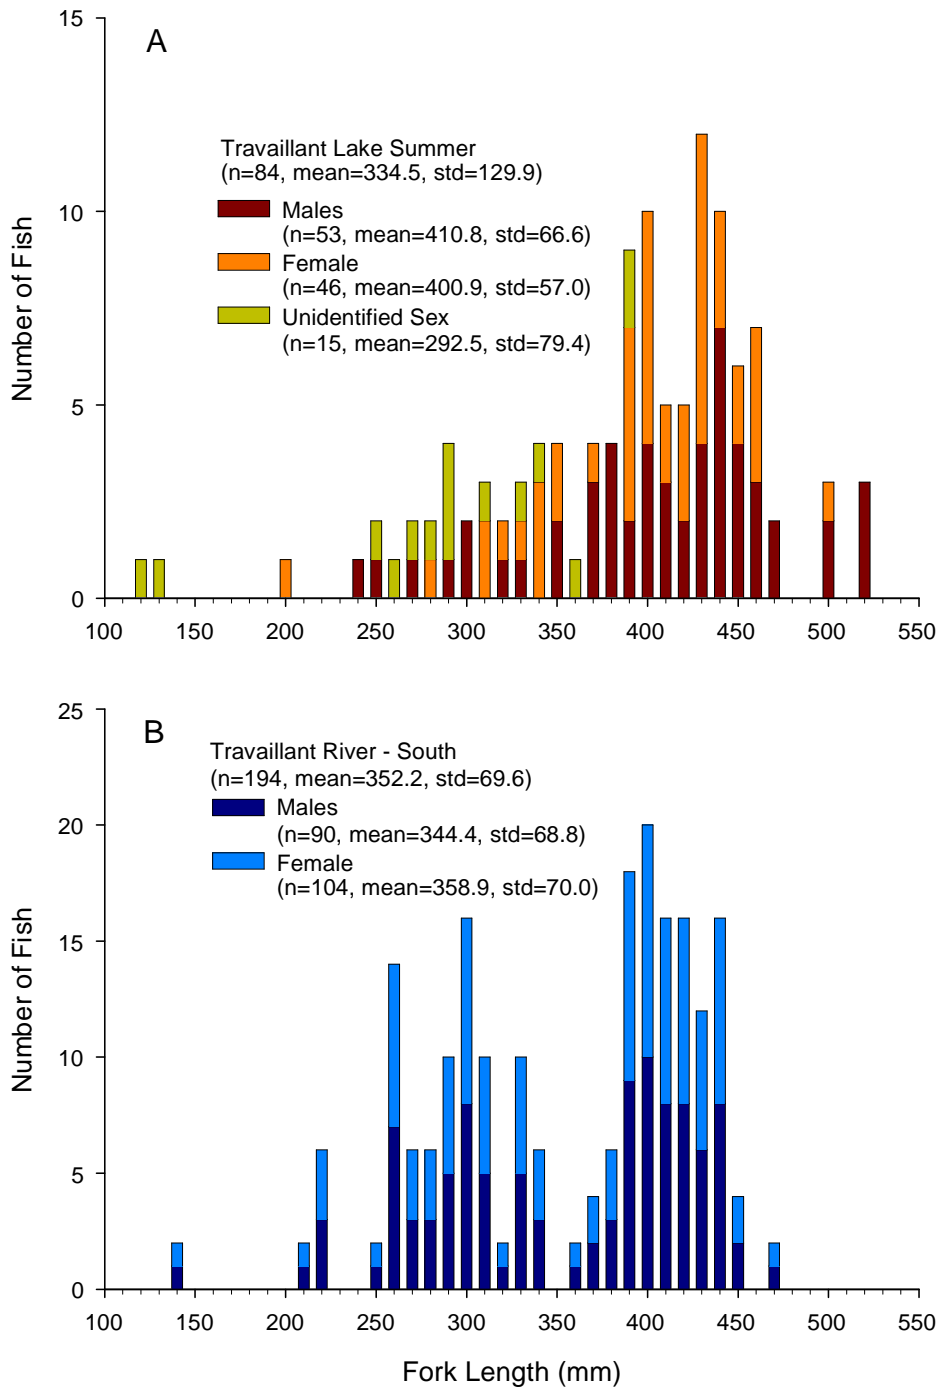 A
Travaillant Lake Summer
(n=84, mean=334.5, std=129.9)
Males
(n=53, mean=410.8, std=66.6)
Female
(n=46, mean=400.9, std=57.0)
Unidentified Sex
(n=15, mean=292.5, std=79.4)
Number of Fish
15
10
5
0
100 150 200 250 300 350 400 450 500 550
B
Travaillant River - South
(n=194, mean=352.2, std=69.6)
Males
(n=90, mean=344.4, std=68.8)
Female
(n=104, mean=358.9, std=70.0)
Number of Fish
25
20
15
10
5
0
100 150 200 250 300 350 400 450 500 550
Fork Length (mm)